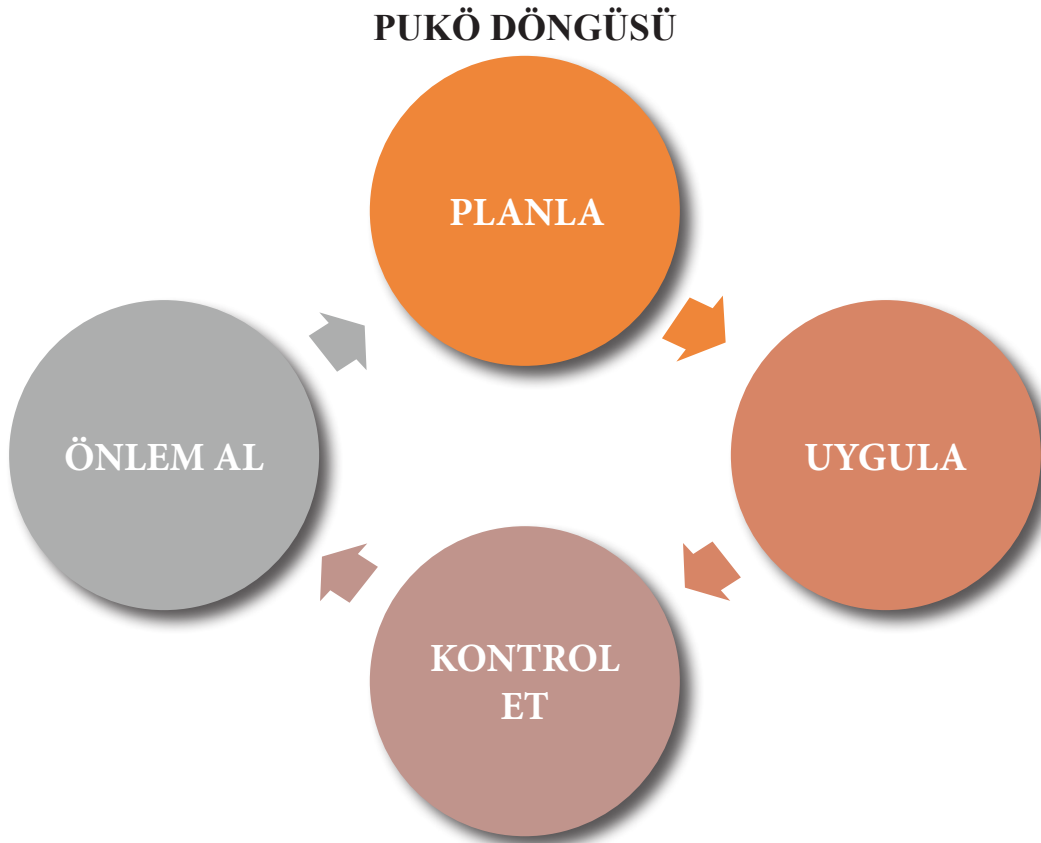 PUKÖ DÖNGÜSÜ
PLANLA
UYGULA
KONTROL
ET
ÖNLEM AL